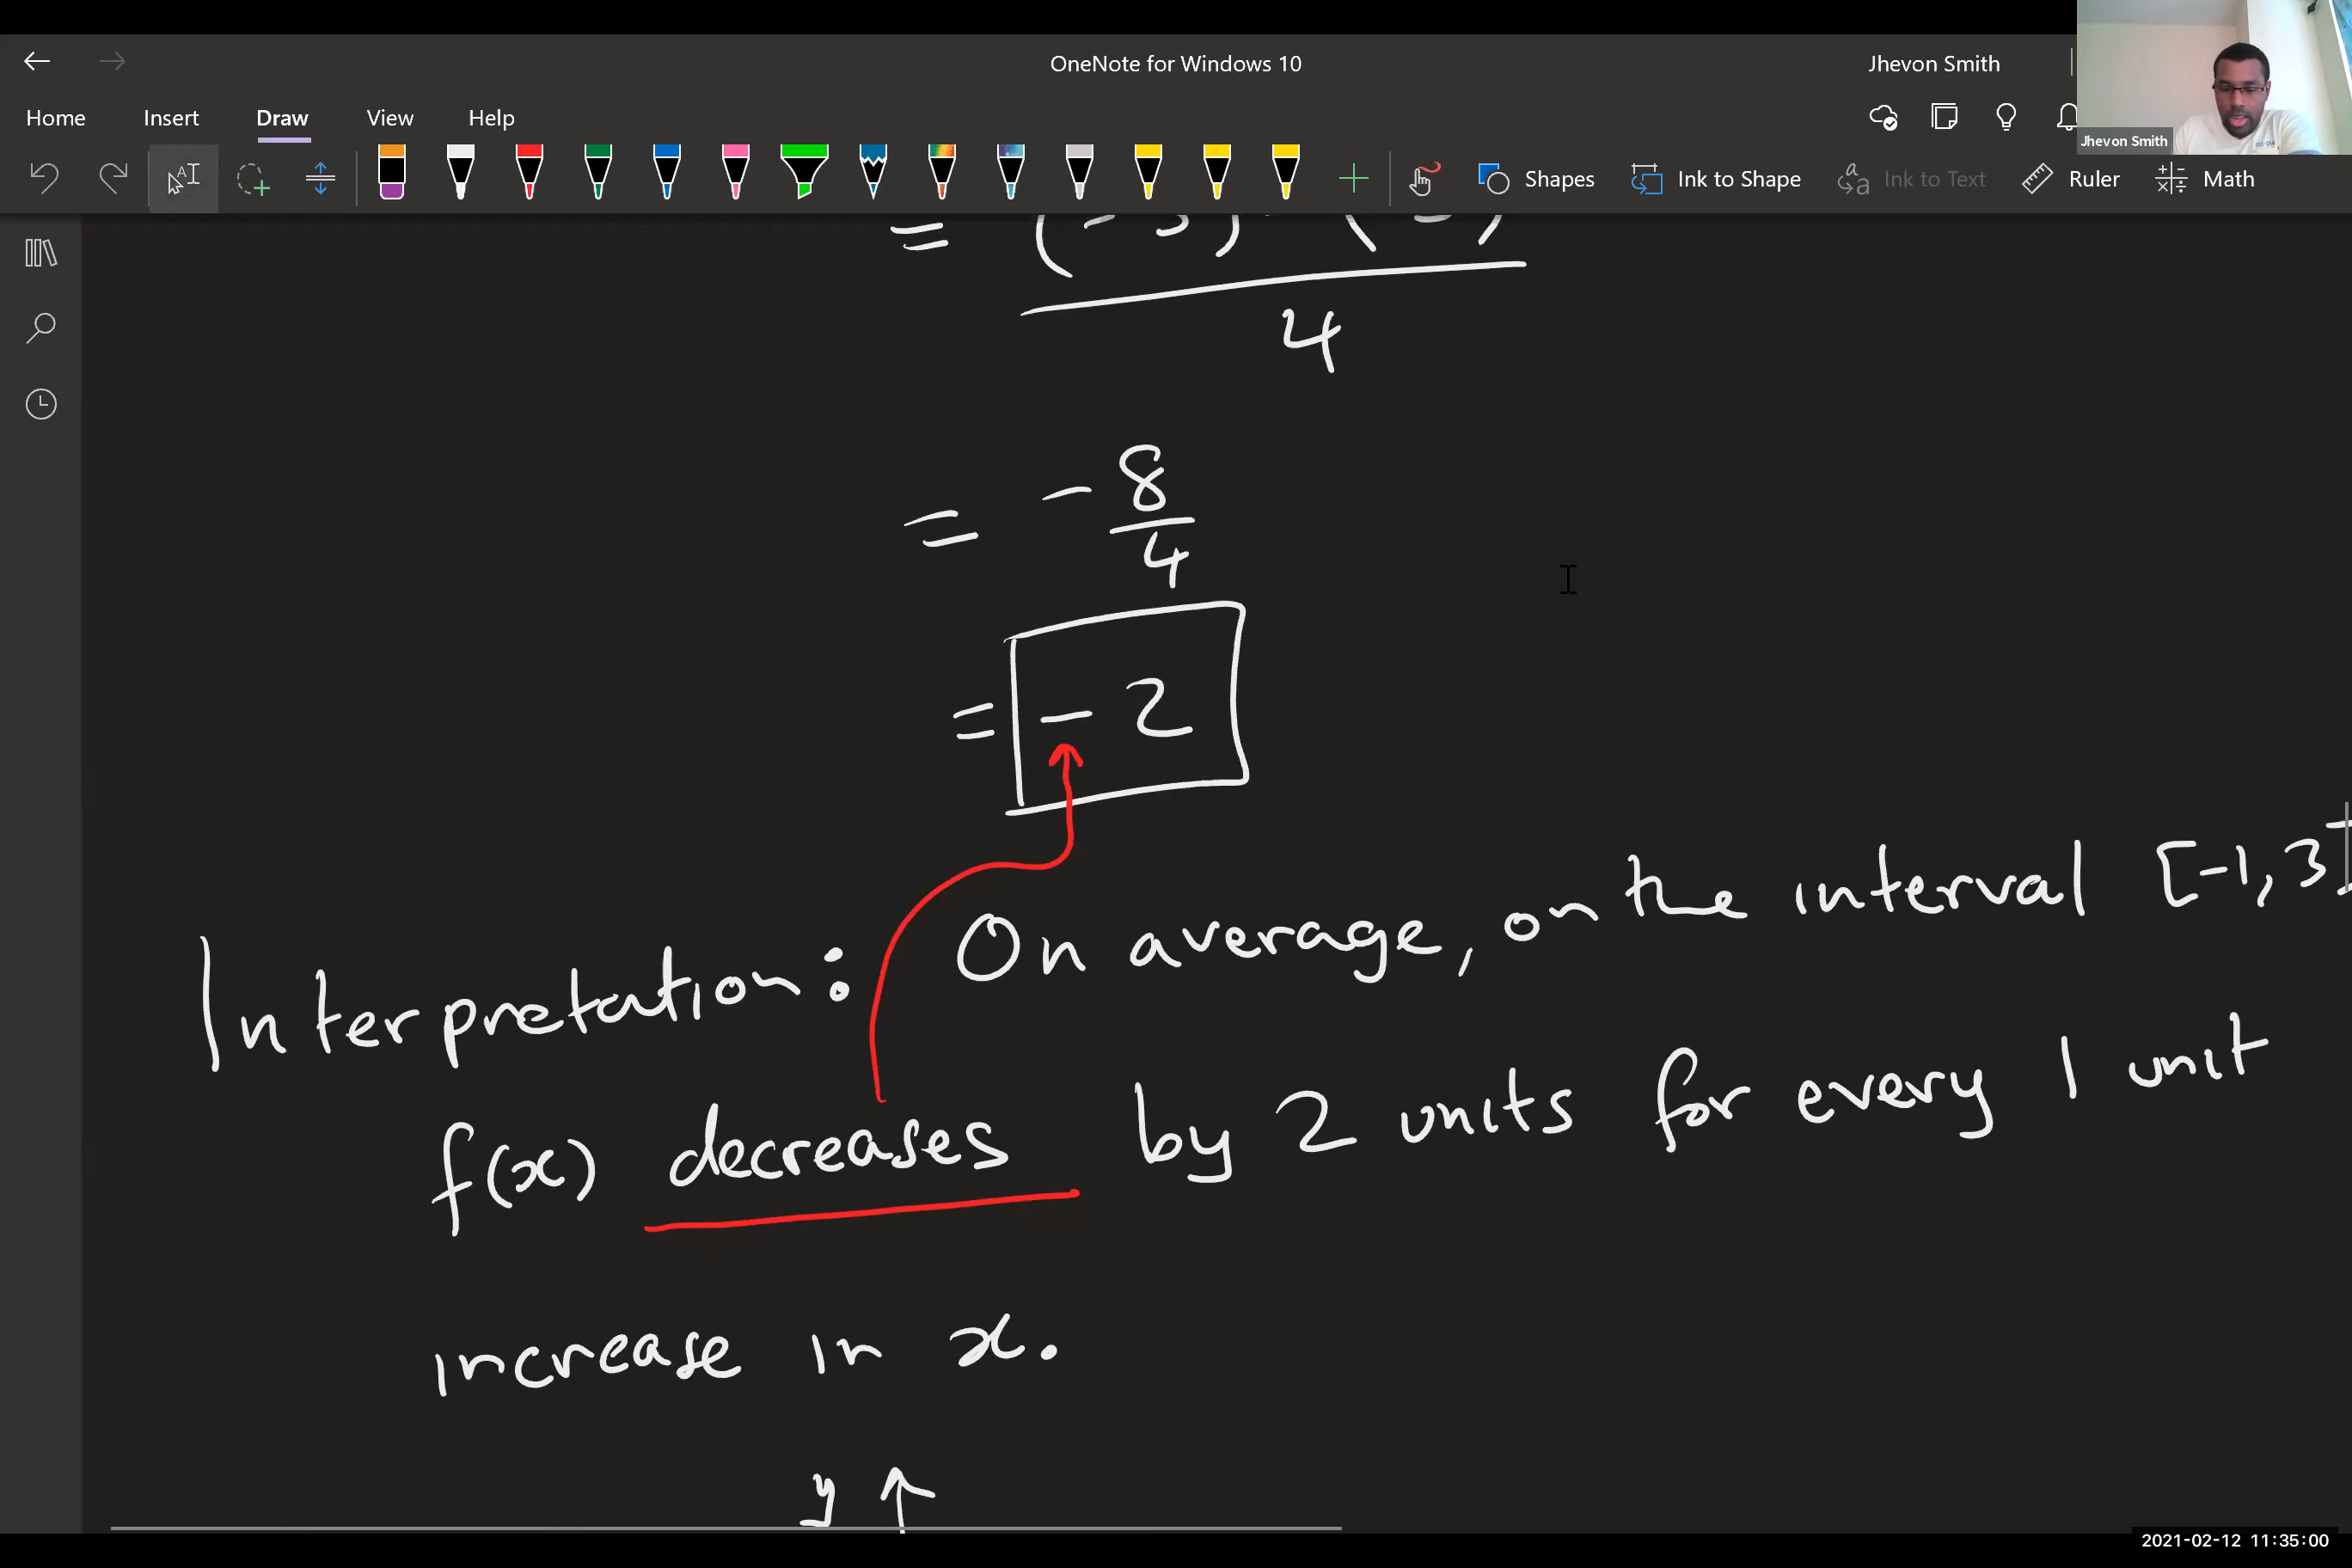 OneNote for Windows 10
Jhevon Smith
Home Insert Draw View Help
Jhevon Smith
Shapes Ink to Shape Ink to Text Ruler Math
4
= - 8/4
= - 2
Interpretation: On average, on the interval [-1, 3]
f(x) decreases by 2 units for every 1 unit
increase in x.
y
2021-02-12 11:35:00